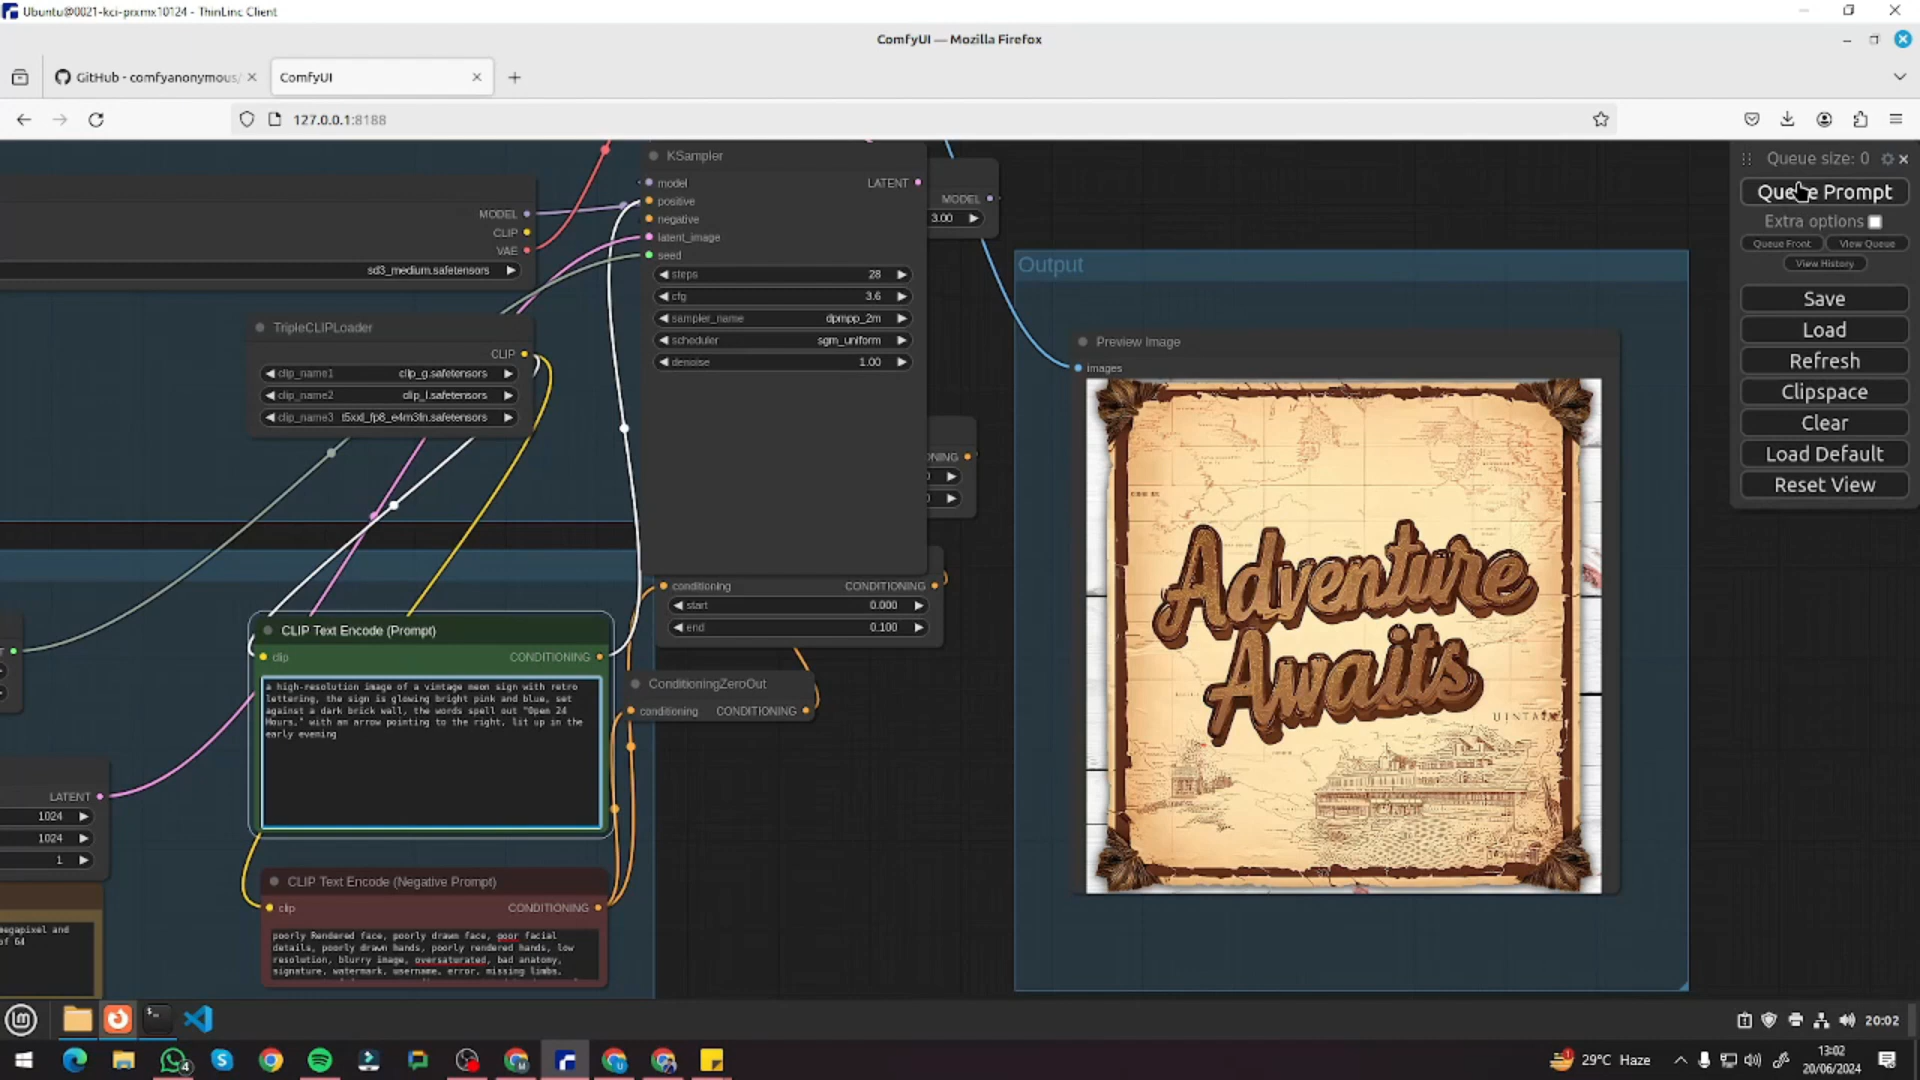 Ubuntu@0021-kci-prxmx10124 - ThinLinc Client
ComfyUI — Mozilla Firefox
GitHub - comfyanonymous/
ComfyUI
127.0.0.1:8188
KSampler
model
LATENT
positive
negative
latent_image
seed
steps 28
cfg 3.6
sampler_name dpmpp_2m
scheduler sgm_uniform
denoise 1.00
MODEL
3.00
MODEL
CLIP
VAE
sd3_medium.safetensors
TripleCLIPLoader
CLIP
clip_name1 clip_g.safetensors
clip_name2 clip_l.safetensors
clip_name3 t5xxl_fp8_e4m3fn.safetensors
NING
conditioning CONDITIONING
start 0.000
end 0.100
ConditioningZeroOut
conditioning CONDITIONING
CLIP Text Encode (Prompt)
clip CONDITIONING
a high-resolution image of a vintage neon sign with retro
lettering, the sign is glowing bright pink and blue, set
against a dark brick wall, the words spell out "Open 24
Hours," with an arrow pointing to the right, lit up in the
early evening
LATENT
1024
1024
1
CLIP Text Encode (Negative Prompt)
clip CONDITIONING
poorly Rendered face, poorly drawn face, poor facial
details, poorly drawn hands, poorly rendered hands, low
resolution, blurry image, oversaturated, bad anatomy,
signature, watermark, username, error, missing limbs,
megapixel and
of 64
Output
Preview Image
images
Adventure
Awaits
Queue size: 0
Queue Prompt
Extra options
Queue Front
View Queue
View History
Save
Load
Refresh
Clipspace
Clear
Load Default
Reset View
20:02
4
29°C Haze
13:02
20/06/2024